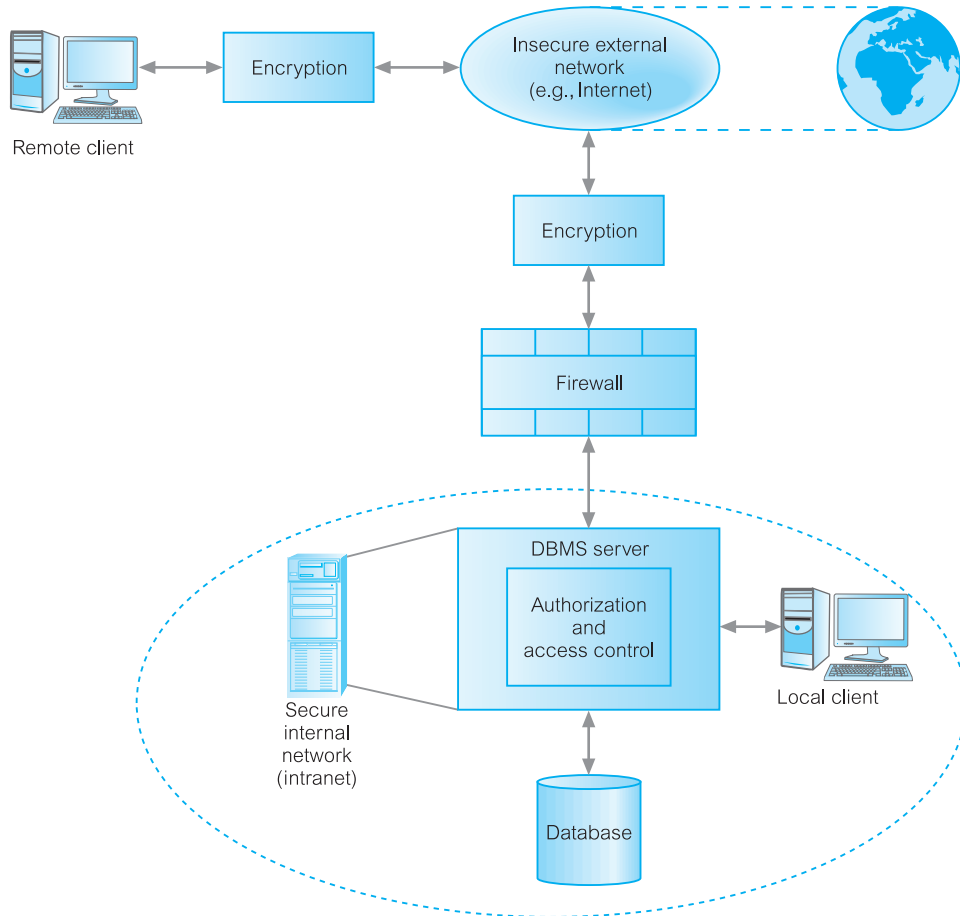 Remote client
Encryption
Insecure external
network
(e.g., Internet)
Encryption
Firewall
DBMS server
Authorization
and
access control
Local client
Secure
internal
network
(intranet)
Database